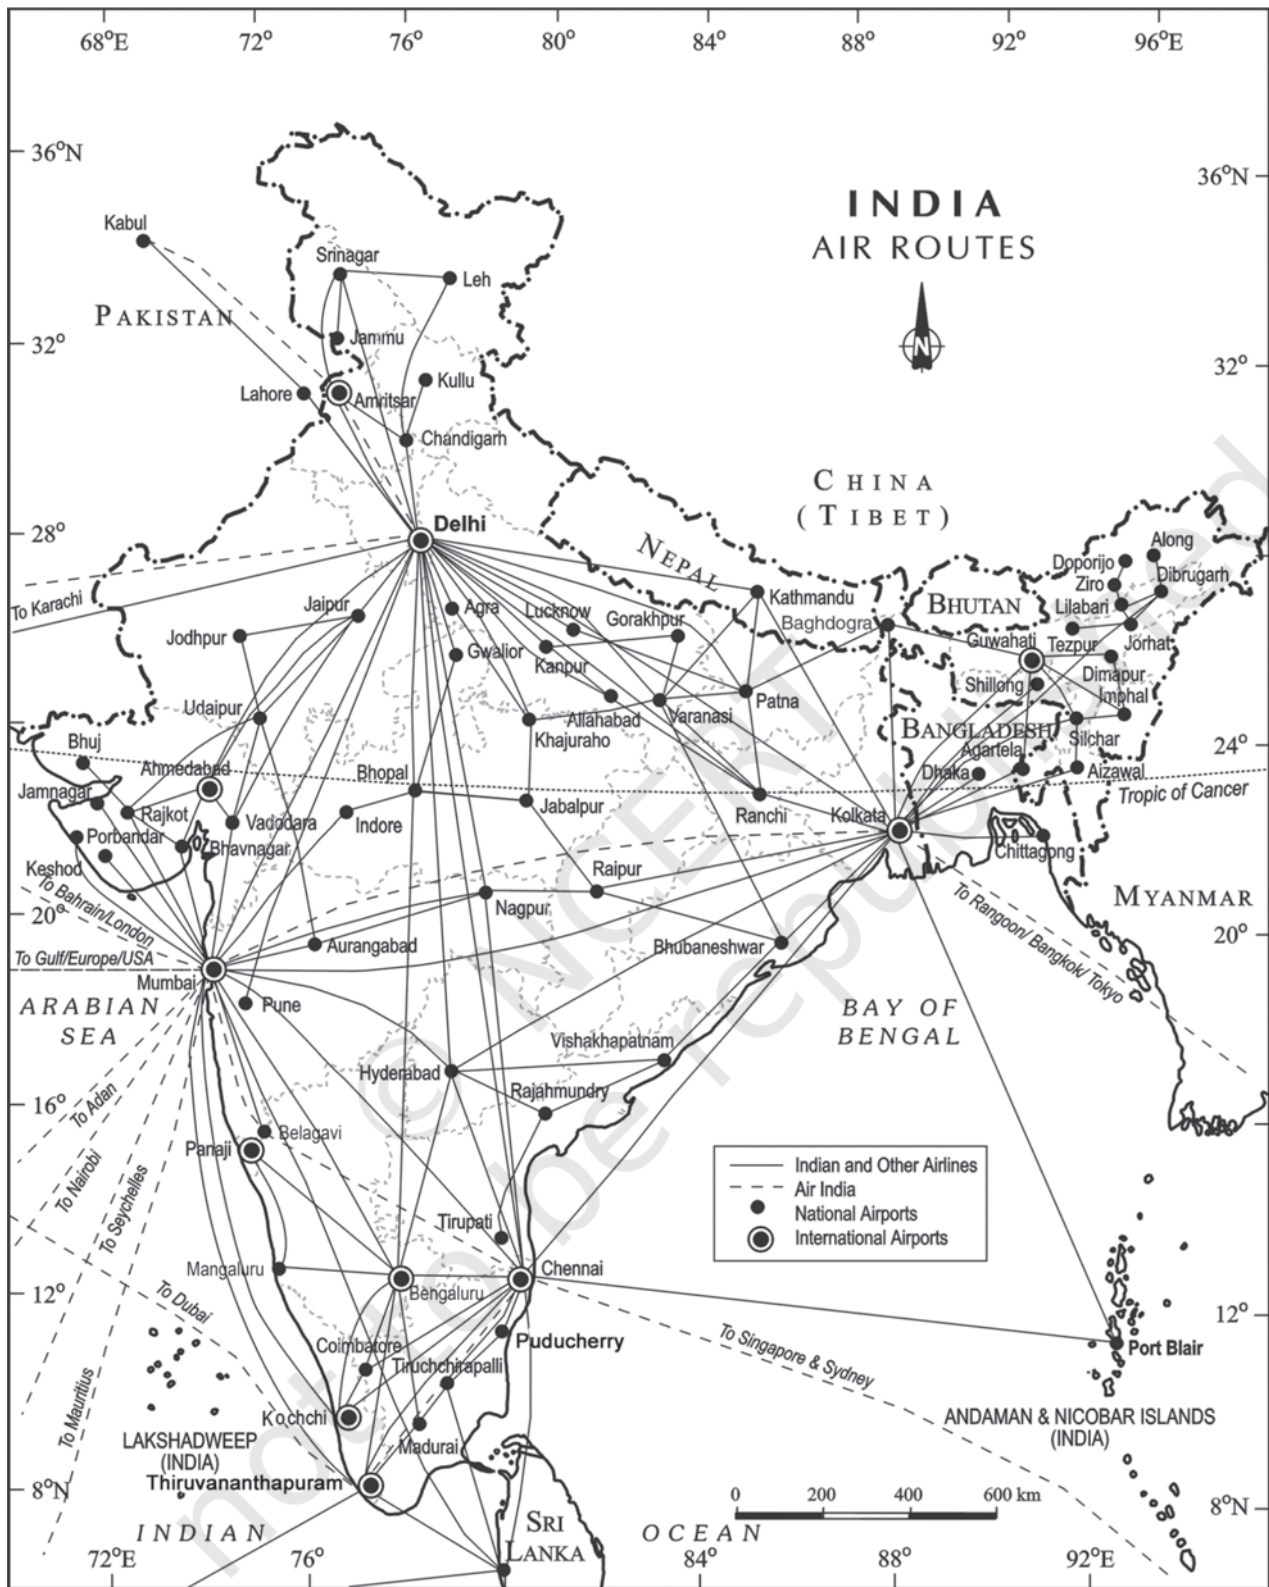 68°E 72° 76° 80° 84° 88° 92° 96°E
36°N
36°N
INDIA
AIR ROUTES
Kabul
Srinagar
Leh
PAKISTAN
Jammu
N
32°
32°
Kullu
Lahore
Amritsar
Chandigarh
CHINA
(TIBET)
Delhi
28°
28°
NEPAL
Along
Doporijo
Ziro
Dibrugarh
To Karachi
Jaipur
Agra
Lucknow
Gorakhpur
Kathmandu
BHUTAN
Lilabari
Baghdogra
Jodhpur
Gwalior
Kanpur
Guwahati
Tezpur
Jorhat
Shillong
Dimapur
Imphal
Udaipur
Allahabad
Varanasi
Patna
Khajuraho
BANGLADESH
Silchar
Bhuj
24°
Ahmedabad
Bhopal
Agartela
Dhaka
Aizawal
Jamnagar
Rajkot
Jabalpur
Tropic of Cancer
Vadodara
Indore
Ranchi
Kolkata
Porbandar
Bhavnagar
Chittagong
Keshod
Raipur
To Bahrain/London
Nagpur
MYANMAR
20°
20°
To Rangoon/ Bangkok/ Tokyo
Aurangabad
Bhubaneshwar
To Gulf/Europe/USA
Mumbai
Pune
ARABIAN
SEA
BAY OF
BENGAL
Vishakhapatnam
Hyderabad
Rajahmundry
16°
To Adan
Belagavi
Panaji
To Nairobi
To Seychelles
Indian and Other Airlines
Air India
National Airports
International Airports
Tirupati
Mangaluru
Chennai
Bengaluru
12°
12°
To Dubai
Puducherry
To Singapore & Sydney
Port Blair
Coimbatore
Tiruchchirapalli
To Mauritius
Kochchi
Madurai
ANDAMAN & NICOBAR ISLANDS
(INDIA)
LAKSHADWEEP
(INDIA)
Thiruvananthapuram
8°N
8°N
0 200 400 600 km
INDIAN
OCEAN
SRI
LANKA
72°E 76° 84° 88° 92°E
© NCERT
not to be republished